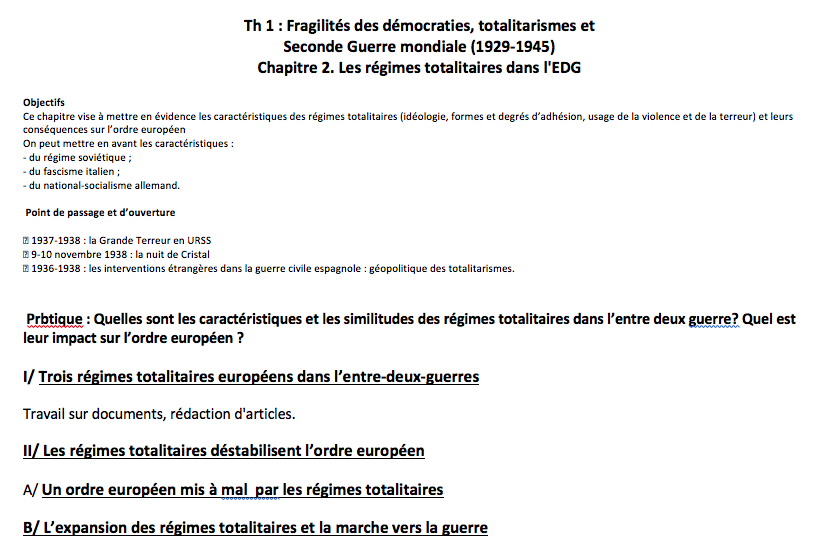 Th 1 : Fragilités des démocraties, totalitarismes et
Seconde Guerre mondiale (1929-1945)
Chapitre 2. Les régimes totalitaires dans l'EDG
Objectifs
Ce chapitre vise à mettre en évidence les caractéristiques des régimes totalitaires (idéologie, formes et degrés d'adhésion, usage de la violence et de la terreur) et leurs
conséquences sur l'ordre européen
On peut mettre en avant les caractéristiques :
- du régime soviétique ;
- du fascisme italien ;
- du national-socialisme allemand.
Point de passage et d'ouverture
⍰ 1937-1938 : la Grande Terreur en URSS
⍰ 9-10 novembre 1938 : la nuit de Cristal
⍰ 1936-1938 : les interventions étrangères dans la guerre civile espagnole : géopolitique des totalitarismes.
Prbtique : Quelles sont les caractéristiques et les similitudes des régimes totalitaires dans l'entre deux guerre? Quel est
leur impact sur l'ordre européen ?
I/ Trois régimes totalitaires européens dans l'entre-deux-guerres
Travail sur documents, rédaction d'articles.
II/ Les régimes totalitaires déstabilisent l'ordre européen
A/ Un ordre européen mis à mal  par les régimes totalitaires
B/ L'expansion des régimes totalitaires et la marche vers la guerre